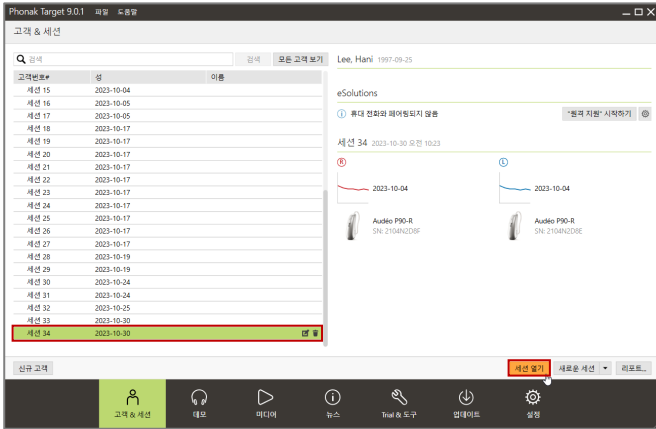 Phonak Target 9.0.1 파일 도움말
고객 & 세션
검색 검색 모든 고객 보기
고객번호# 성 이름
세션 15 2023-10-04
세션 16 2023-10-05
세션 17 2023-10-05
세션 18 2023-10-17
세션 19 2023-10-17
세션 20 2023-10-17
세션 21 2023-10-17
세션 22 2023-10-17
세션 23 2023-10-17
세션 24 2023-10-17
세션 25 2023-10-17
세션 26 2023-10-17
세션 27 2023-10-17
세션 28 2023-10-19
세션 29 2023-10-19
세션 30 2023-10-24
세션 31 2023-10-24
세션 32 2023-10-25
세션 33 2023-10-30
세션 34 2023-10-30
Lee, Hani 1997-09-25
eSolutions
휴대 전화와 페어링되지 않음 "원격 지원" 시작하기
세션 34 2023-10-30 오전 10:23
R L
2023-10-04 2023-10-04
Audéo P90-R Audéo P90-R
SN: 2104N2D8F SN: 2104N2D8E
신규 고객 세션 열기 새로운 세션 리포트...
고객 & 세션 데모 미디어 뉴스 Trial & 도구 업데이트 설정